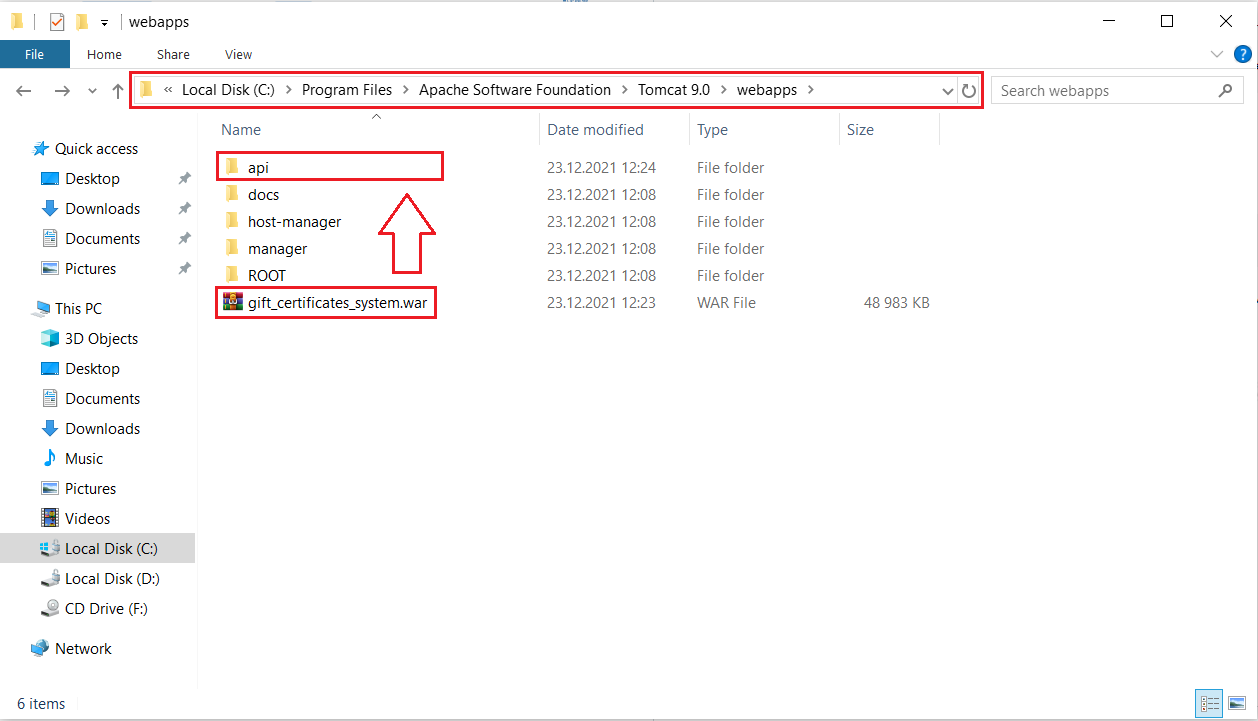 webapps
File Home Share View
« Local Disk (C:) > Program Files > Apache Software Foundation > Tomcat 9.0 > webapps > Search webapps
Name Date modified Type Size
Quick access
Desktop
Downloads
Documents
Pictures
This PC
3D Objects
Desktop
Documents
Downloads
Music
Pictures
Videos
Local Disk (C:)
Local Disk (D:)
CD Drive (F:)
Network
api 23.12.2021 12:24 File folder
docs 23.12.2021 12:08 File folder
host-manager 23.12.2021 12:08 File folder
manager 23.12.2021 12:08 File folder
ROOT 23.12.2021 12:08 File folder
gift_certificates_system.war 23.12.2021 12:23 WAR File 48 983 KB
6 items